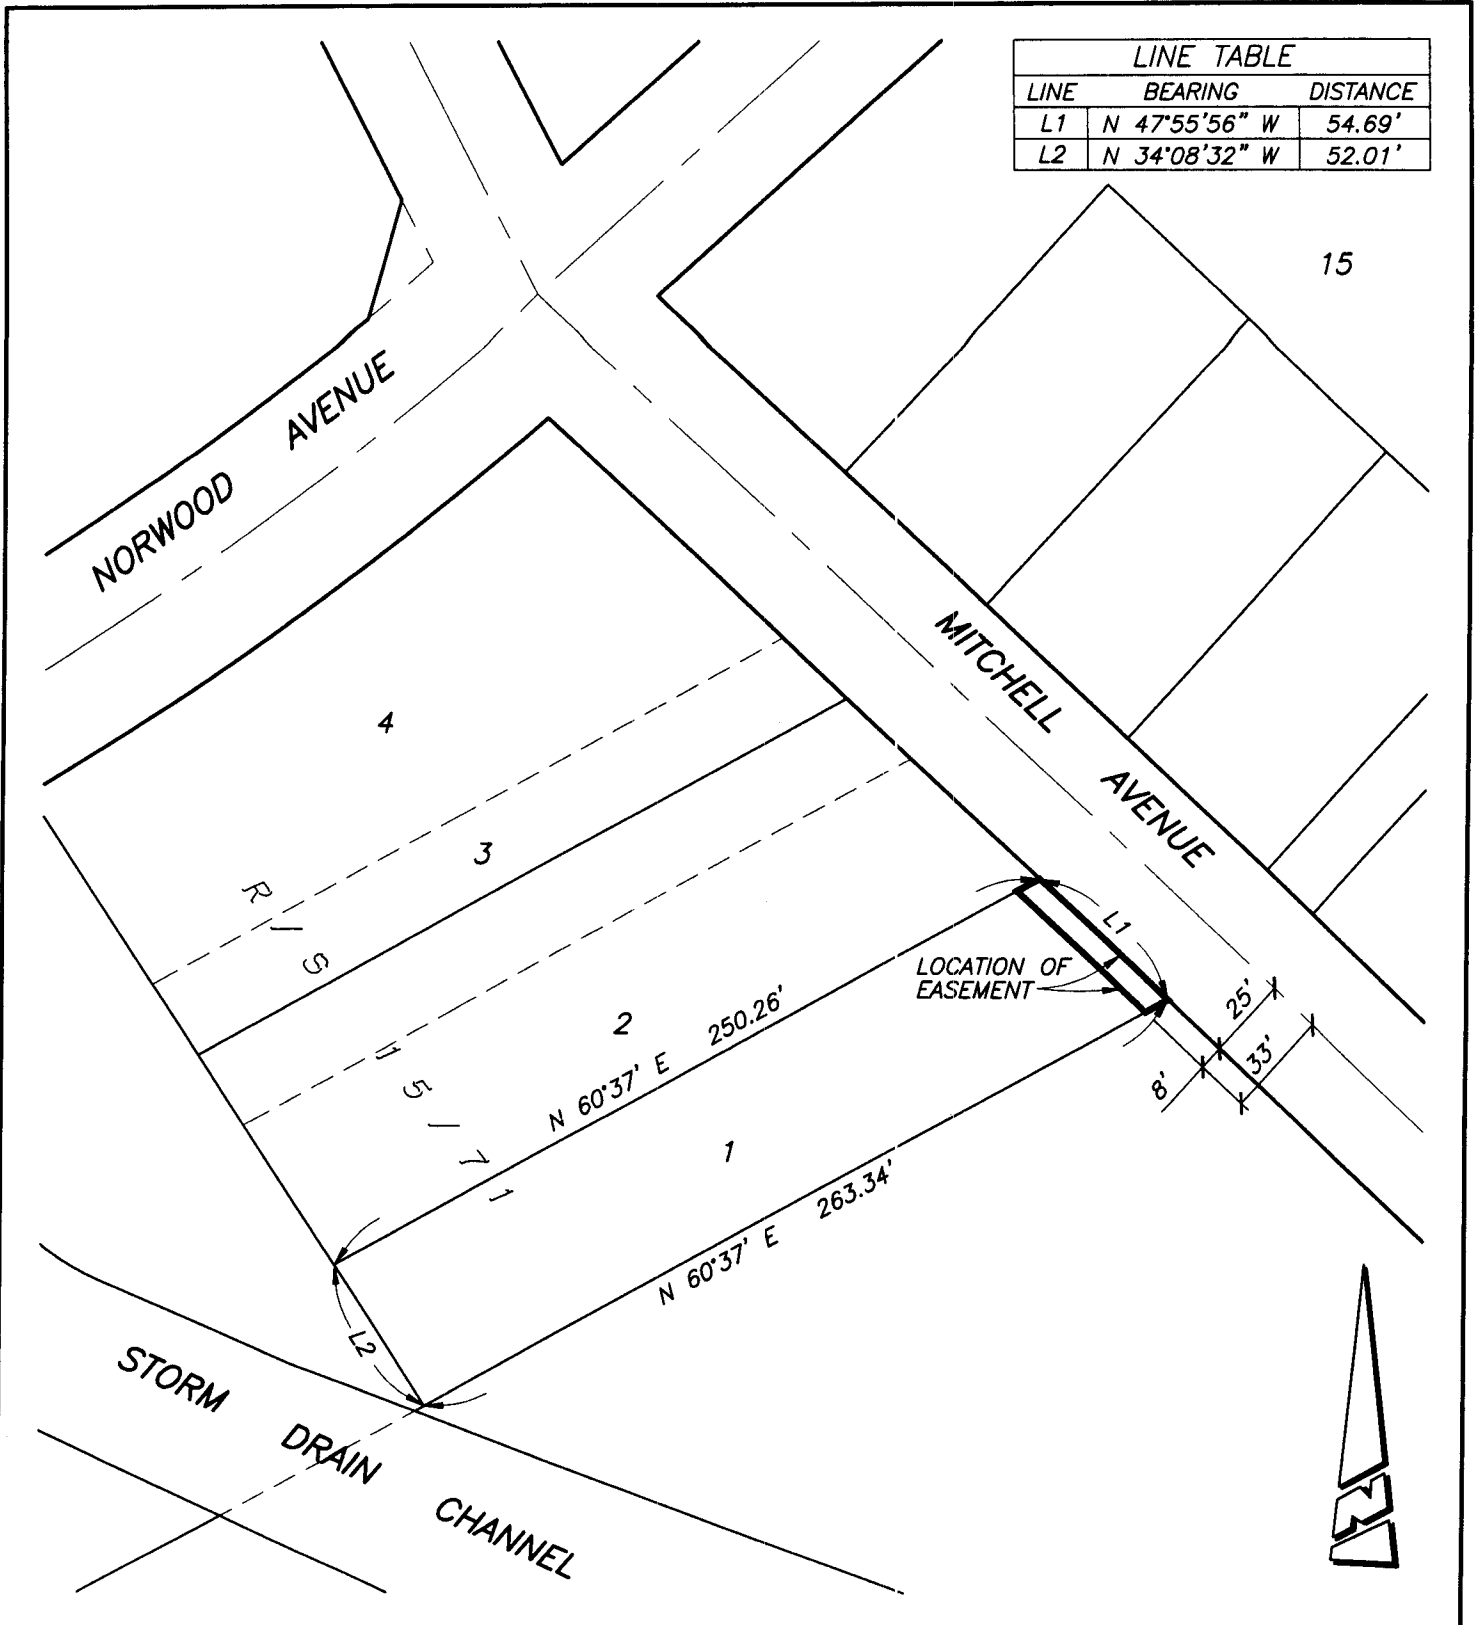 LINE TABLE
LINE BEARING DISTANCE
L1 N 47°55'56" W 54.69'
L2 N 34°08'32" W 52.01'
15
NORWOOD AVENUE
MITCHELL AVENUE
4
3
R/S 15/71
2
N 60°37' E 250.26'
1
N 60°37' E 263.34'
L1
LOCATION OF
EASEMENT
25'
33'
8'
L2
STORM DRAIN CHANNEL
N